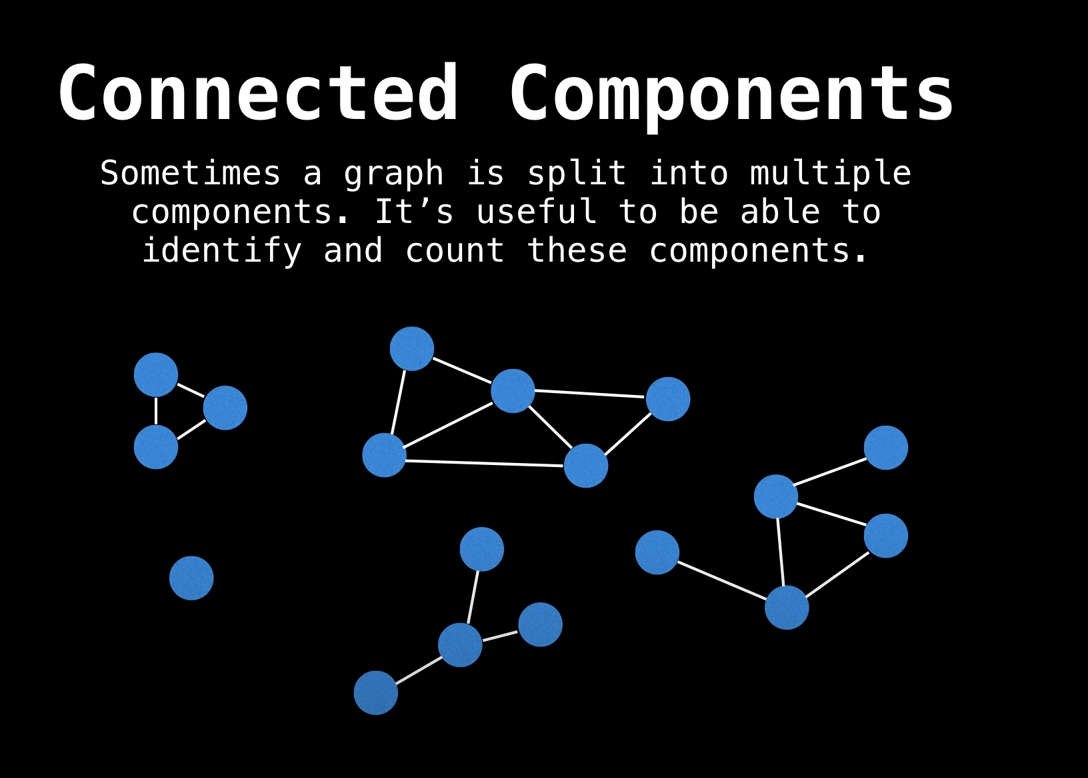 Connected Components
Sometimes a graph is split into multiple
components. It’s useful to be able to
identify and count these components.